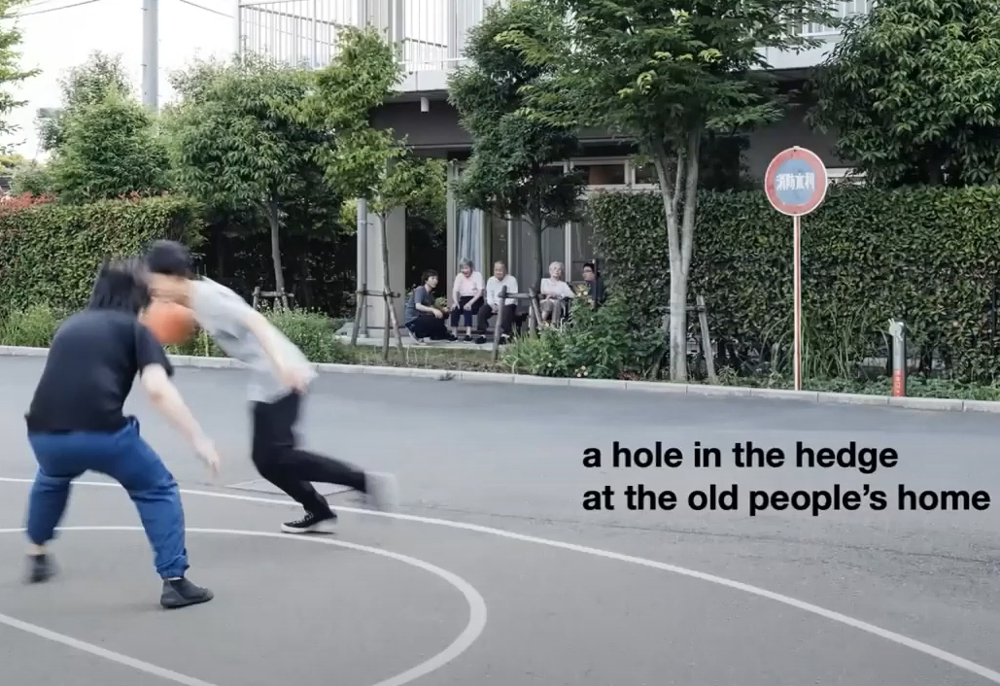 a hole in the hedge
at the old people's home